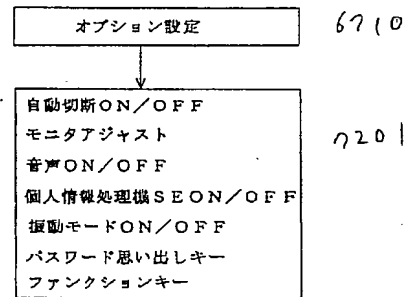 オプション設定
6710
自動切断ON/OFF
モニタアジャスト
7201
音声ON/OFF
個人情報処理機SEON/OFF
振動モードON/OFF
パスワード思い出しキー
ファンクションキー